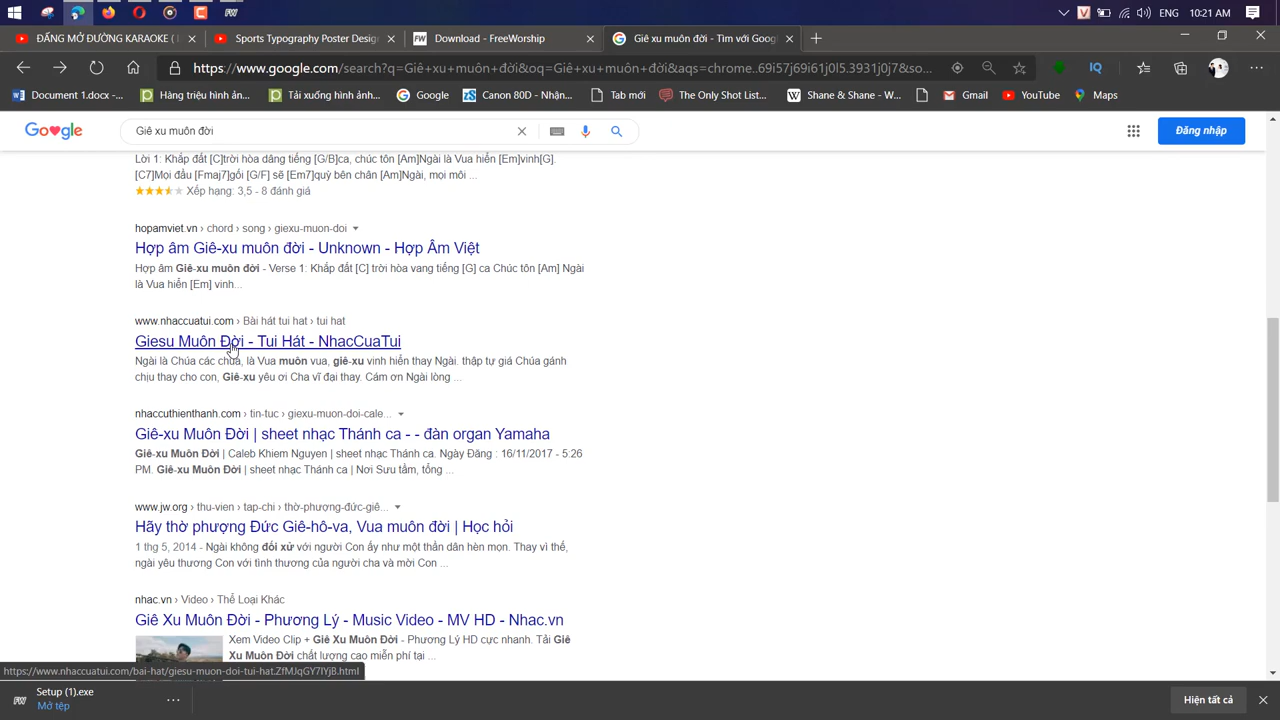 ENG 10:21 AM
ĐẤNG MỞ ĐƯỜNG KARAOKE (
Sports Typography Poster Design
Download - FreeWorship
Giê xu muôn đời - Tìm với Goog
https://www.google.com/search?q=Giê+xu+muôn+đời&oq=Giê+xu+muôn+đời&aqs=chrome..69i57j69i61j0l5.3931j0j7&so...
IQ
Document 1.docx -...
Hàng triệu hình ản...
Tải xuống hình ảnh...
Google
Canon 80D - Nhận...
Tab mới
The Only Shot List...
Shane & Shane - W...
Gmail
YouTube
Maps
Giê xu muôn đời
Đăng nhập
Lời 1: Khắp đất [C]trời hòa dâng tiếng [G/B]ca, chúc tôn [Am]Ngài là Vua hiển [Em]vinh[G].
[C7]Mọi đầu [Fmaj7]gối [G/F] sẽ [Em7]quỳ bên chân [Am]Ngài, mọi môi ...
Xếp hạng: 3,5 - 8 đánh giá
hopamviet.vn › chord › song › giexu-muon-doi
Hợp âm Giê-xu muôn đời - Unknown - Hợp Âm Việt
Hợp âm Giê-xu muôn đời - Verse 1: Khắp đất [C] trời hòa vang tiếng [G] ca Chúc tôn [Am] Ngài
là Vua hiển [Em] vinh...
www.nhaccuatui.com › Bài hát tui hat › tui hat
Giesu Muôn Đời - Tui Hát - NhacCuaTui
Ngài là Chúa các chúa, là Vua muôn vua, giê-xu vinh hiển thay Ngài. thập tự giá Chúa gánh
chịu thay cho con, Giê-xu yêu ơi Cha vĩ đại thay. Cám ơn Ngài lòng ...
nhaccuthienthanh.com › tin-tuc › giexu-muon-doi-cale...
Giê-xu Muôn Đời | sheet nhạc Thánh ca - - đàn organ Yamaha
Giê-xu Muôn Đời | Caleb Khiem Nguyen | sheet nhạc Thánh ca. Ngày Đăng : 16/11/2017 - 5:26
PM. Giê-xu Muôn Đời | sheet nhạc Thánh ca | Nơi Sưu tầm, tổng ...
www.jw.org › thu-vien › tap-chi › thờ-phượng-đức-giê...
Hãy thờ phượng Đức Giê-hô-va, Vua muôn đời | Học hỏi
1 thg 5, 2014 - Ngài không đối xử với người Con ấy như một thần dân hèn mọn. Thay vì thế,
ngài yêu thương Con với tình thương của người cha và mời Con ...
nhac.vn › Video › Thể Loại Khác
Giê Xu Muôn Đời - Phương Lý - Music Video - MV HD - Nhac.vn
Xem Video Clip + Giê Xu Muôn Đời - Phương Lý HD cực nhanh. Tải Giê
Xu Muôn Đời chất lượng cao miễn phí tại ...
https://www.nhaccuatui.com/bai-hat/giesu-muon-doi-tui-hat.ZfMJqGY7IYjB.html
Setup (1).exe
Mở tệp
Hiện tất cả